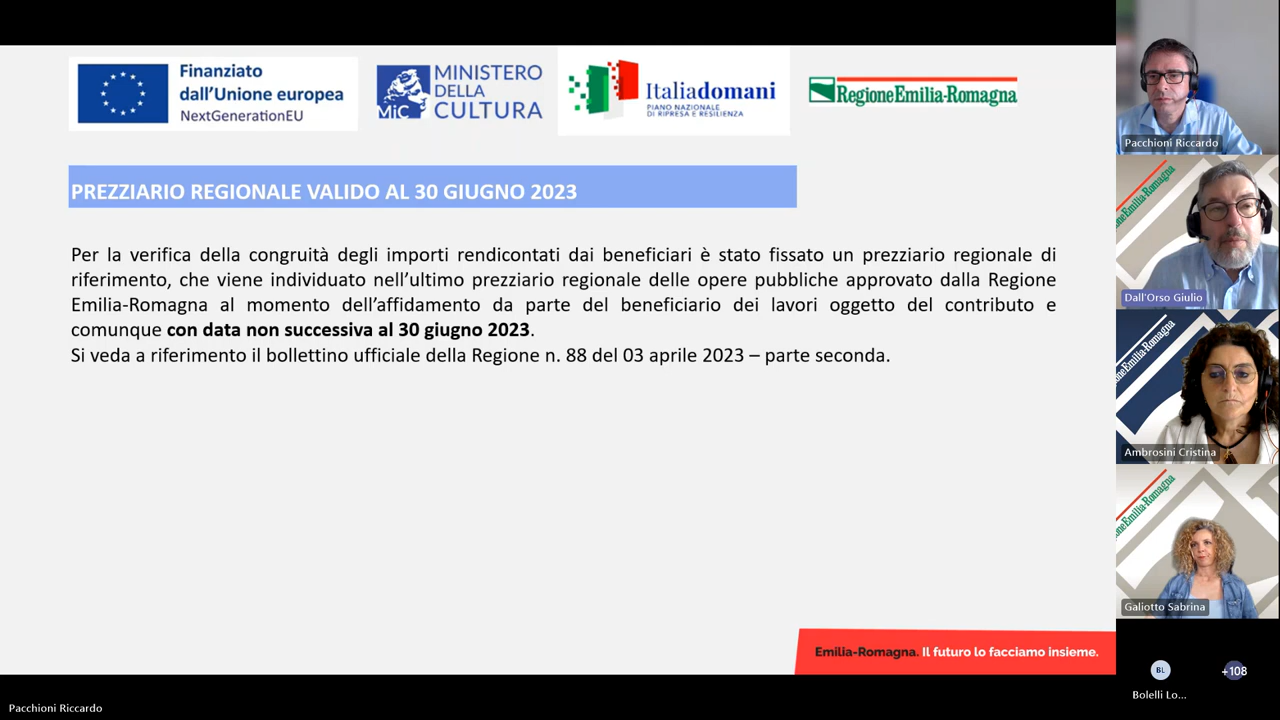 Finanziato
dall'Unione europea
NextGenerationEU
MiC
MINISTERO
DELLA
CULTURA
Italiadomani
PIANO NAZIONALE
DI RIPRESA E RESILIENZA
RegioneEmilia-Romagna
PREZZIARIO REGIONALE VALIDO AL 30 GIUGNO 2023
Per la verifica della congruità degli importi rendicontati dai beneficiari è stato fissato un prezziario regionale di
riferimento, che viene individuato nell'ultimo prezziario regionale delle opere pubbliche approvato dalla Regione
Emilia-Romagna al momento dell'affidamento da parte del beneficiario dei lavori oggetto del contributo e
comunque con data non successiva al 30 giugno 2023.
Si veda a riferimento il bollettino ufficiale della Regione n. 88 del 03 aprile 2023 – parte seconda.
Emilia-Romagna. Il futuro lo facciamo insieme.
Pacchioni Riccardo
Pacchioni Riccardo
Dall'Orso Giulio
Ambrosini Cristina
Galiotto Sabrina
BL
+108
Bolelli Lo...